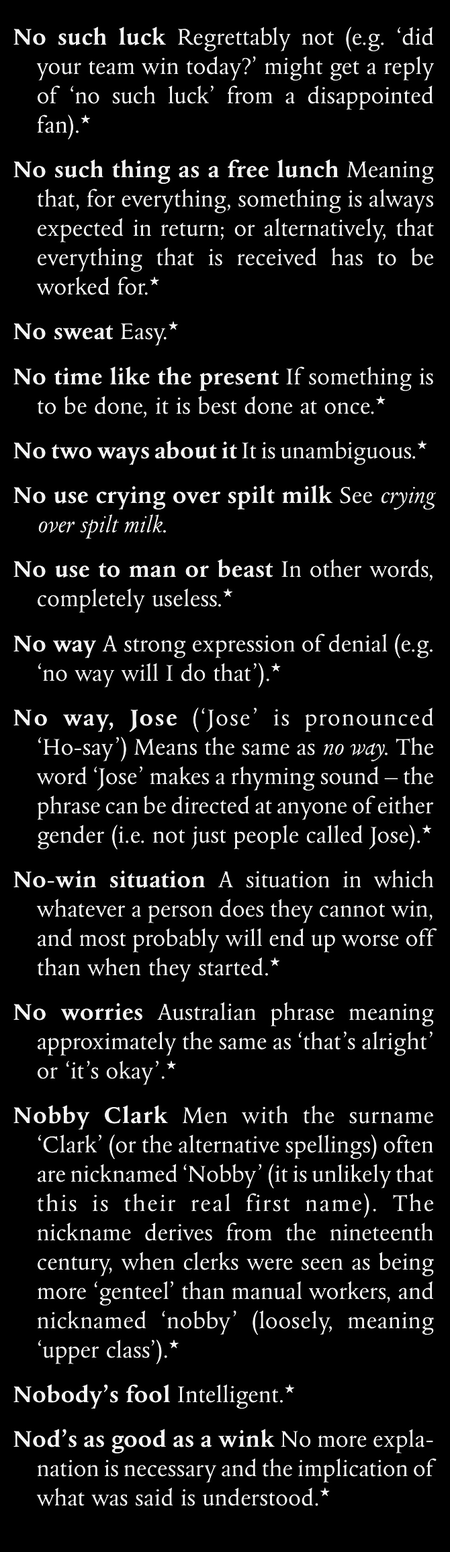 No such luck Regrettably not (e.g. ‘did
your team win today?’ might get a reply
of ‘no such luck’ from a disappointed
fan).★
No such thing as a free lunch Meaning
that, for everything, something is always
expected in return; or alternatively, that
everything that is received has to be
worked for.★
No sweat Easy.★
No time like the present If something is
to be done, it is best done at once.★
No two ways about it It is unambiguous.★
No use crying over spilt milk See crying
over spilt milk.
No use to man or beast In other words,
completely useless.★
No way A strong expression of denial (e.g.
‘no way will I do that’).★
No way, Jose (‘Jose’ is pronounced
‘Ho-say’) Means the same as no way. The
word ‘Jose’ makes a rhyming sound – the
phrase can be directed at anyone of either
gender (i.e. not just people called Jose).★
No-win situation A situation in which
whatever a person does they cannot win,
and most probably will end up worse off
than when they started.★
No worries Australian phrase meaning
approximately the same as ‘that’s alright’
or ‘it’s okay’.★
Nobby Clark Men with the surname
‘Clark’ (or the alternative spellings) often
are nicknamed ‘Nobby’ (it is unlikely that
this is their real first name). The
nickname derives from the nineteenth
century, when clerks were seen as being
more ‘genteel’ than manual workers, and
nicknamed ‘nobby’ (loosely, meaning
‘upper class’).★
Nobody’s fool Intelligent.★
Nod’s as good as a wink No more expla-
nation is necessary and the implication of
what was said is understood.★